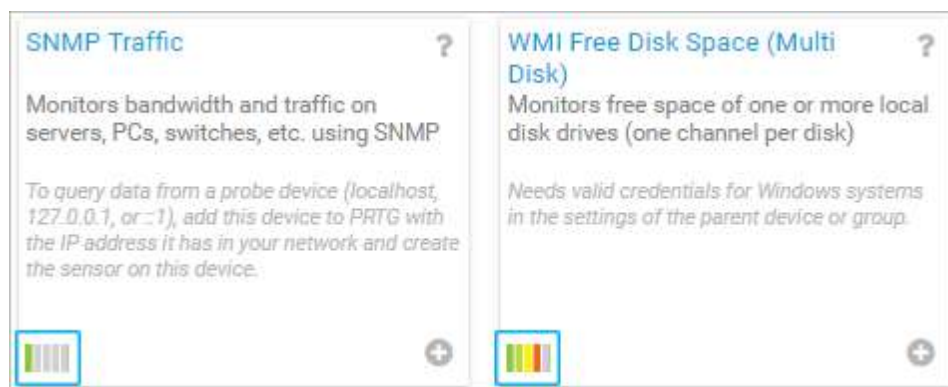 SNMP Traffic ?
Monitors bandwidth and traffic on
servers, PCs, switches, etc. using SNMP
To query data from a probe device (localhost,
127.0.0.1, or ::1), add this device to PRTG with
the IP address it has in your network and create
the sensor on this device.
WMI Free Disk Space (Multi ?
Disk)
Monitors free space of one or more local
disk drives (one channel per disk)
Needs valid credentials for Windows systems
in the settings of the parent device or group.